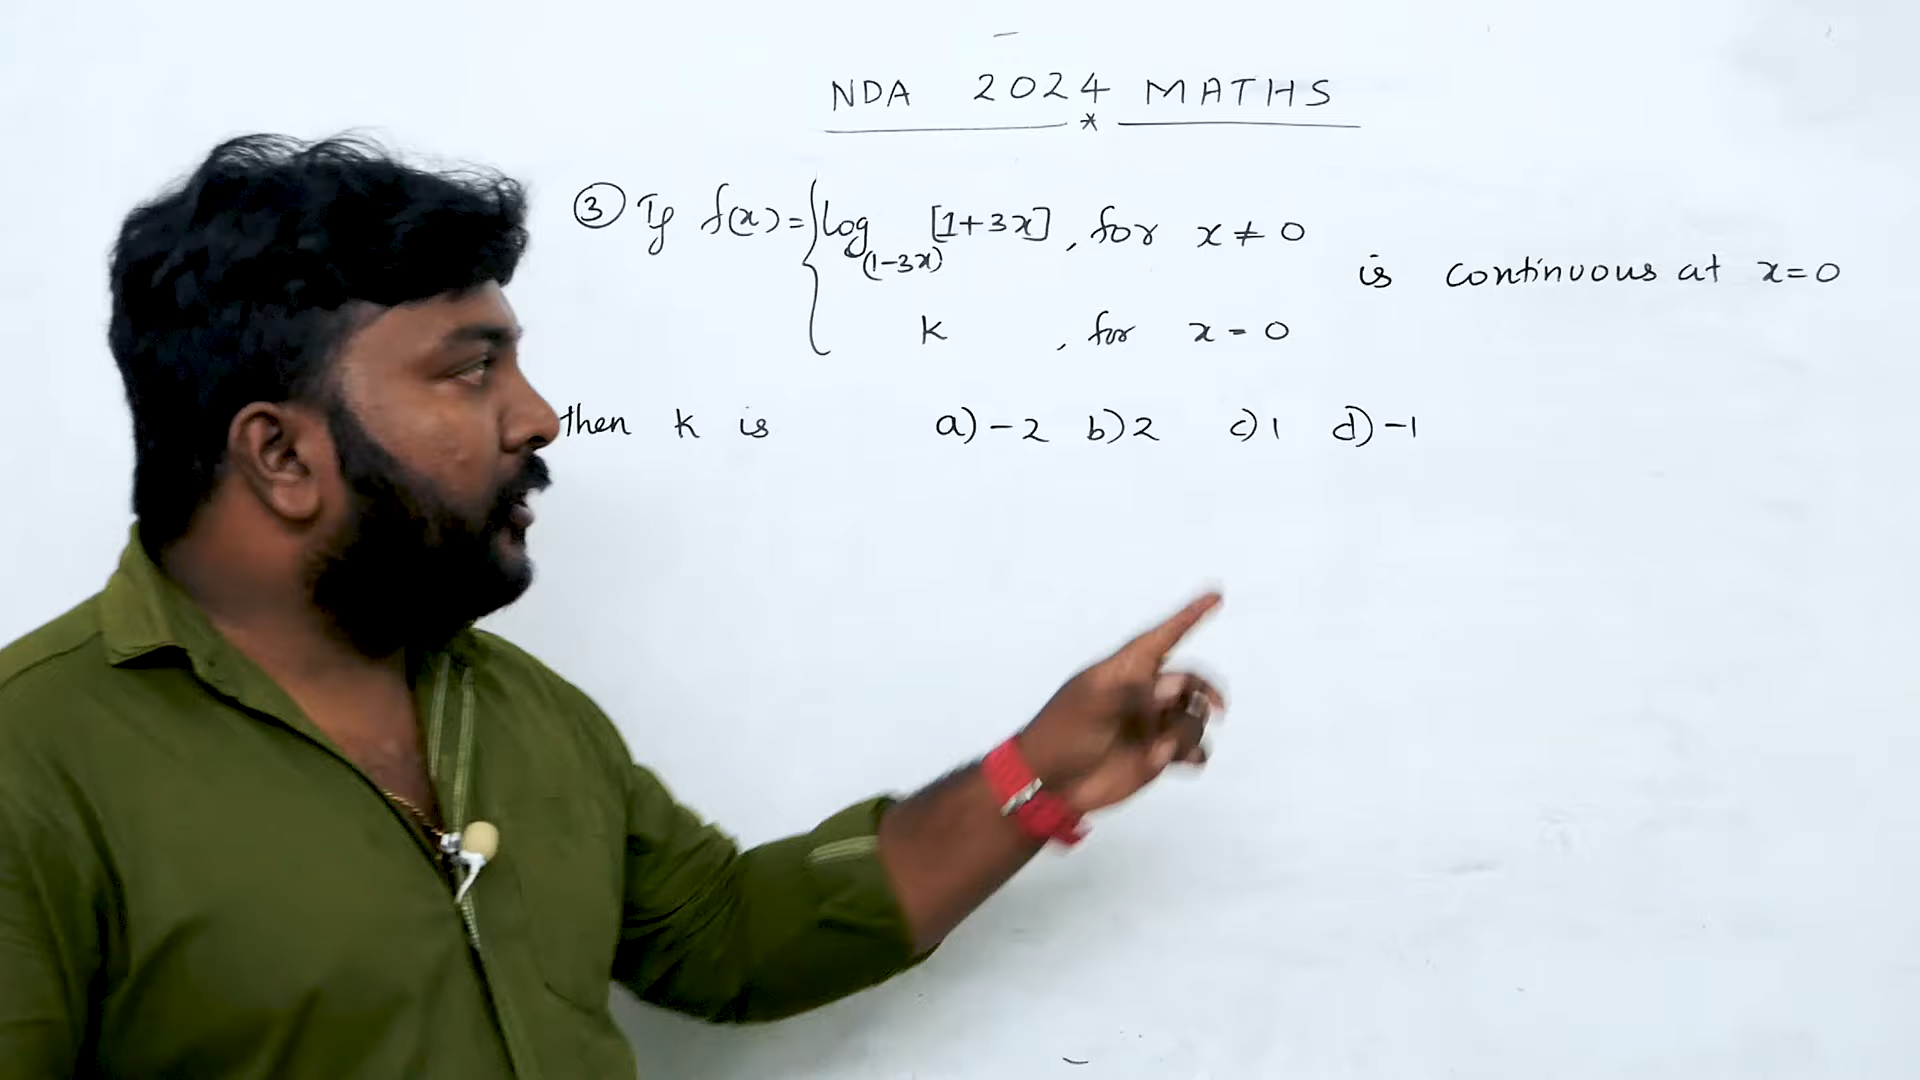 NDA 2024 MATHS
*
③ If f(x) = { log(1-3x) [1+3x] , for x ≠ 0
is continuous at x=0
k , for x = 0
then k is a) -2 b) 2 c) 1 d) -1